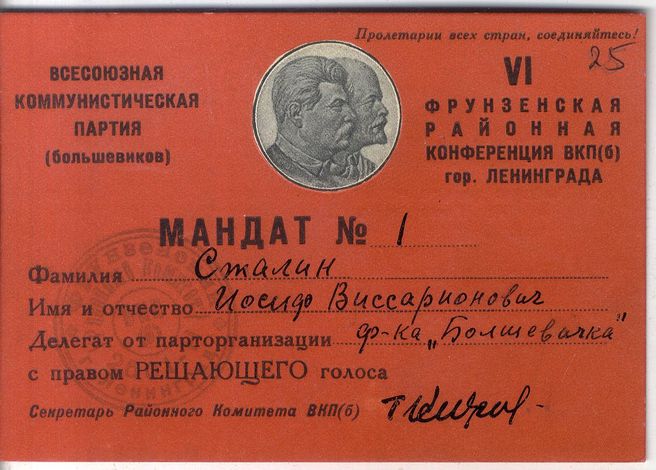 Пролетарии всех стран, соединяйтесь!
25
ВСЕСОЮЗНАЯ
КОММУНИСТИЧЕСКАЯ
ПАРТИЯ
(большевиков)
VI
ФРУНЗЕНСКАЯ
РАЙОННАЯ
КОНФЕРЕНЦИЯ ВКП(б)
гор. ЛЕНИНГРАДА
МАНДАТ № 1
Фамилия Сталин
Имя и отчество Иосиф Виссарионович
Делегат от парторганизации ф-ка „Болшевичка"
с правом РЕШАЮЩЕГО голоса
Секретарь Районного Комитета ВКП(б)